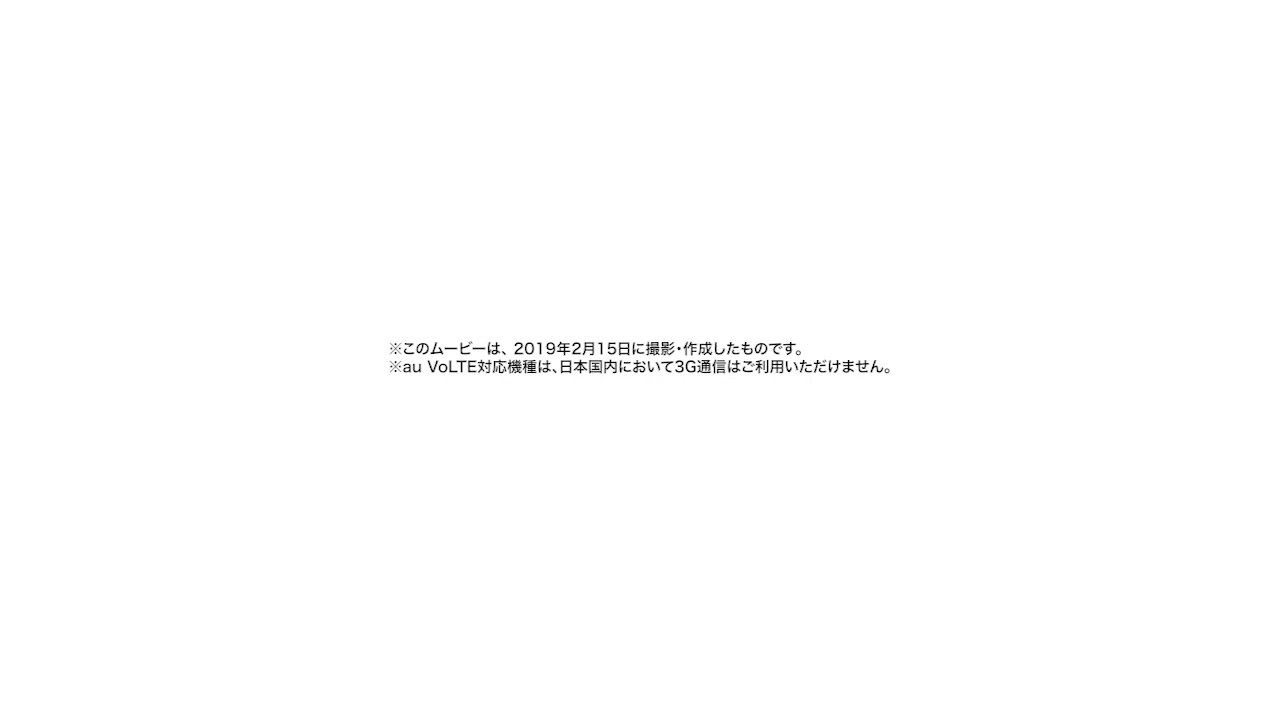 ※このムービーは、2019年2月15日に撮影・作成したものです。
※au VoLTE対応機種は、日本国内において3G通信はご利用いただけません。